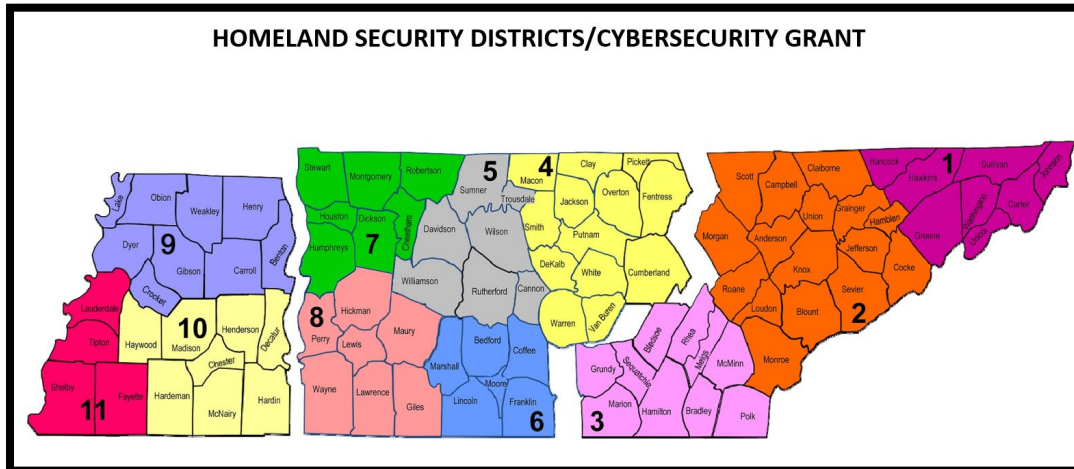 HOMELAND SECURITY DISTRICTS/CYBERSECURITY GRANT
Lake
Obion
Weakley
Henry
Dyer
9
Gibson
Carroll
Benton
Crocket
Lauderdale
Tipton
Shelby
Fayette
11
10
Haywood
Madison
Henderson
Decatur
Chester
Hardeman
McNairy
Hardin
Stewart
Montgomery
Robertson
Houston
Dickson
Cheatham
Humphreys
7
8
Hickman
Perry
Lewis
Maury
Wayne
Lawrence
Giles
5
Sumner
Trousdale
Davidson
Wilson
Williamson
Rutherford
Cannon
Marshall
Bedford
Coffee
Moore
Lincoln
Franklin
6
4
Macon
Clay
Pickett
Jackson
Overton
Fentress
Smith
Putnam
DeKalb
White
Cumberland
Warren
Van Buren
Bledsoe
Rhea
Meigs
McMinn
Grundy
Sequatchie
Marion
Hamilton
Bradley
Polk
3
Scott
Campbell
Claiborne
Union
Grainger
Hamblen
Morgan
Anderson
Jefferson
Cocke
Knox
Roane
Loudon
Sevier
Blount
2
Monroe
1
Hancock
Hawkins
Sullivan
Johnson
Washington
Carter
Greene
Unicoi